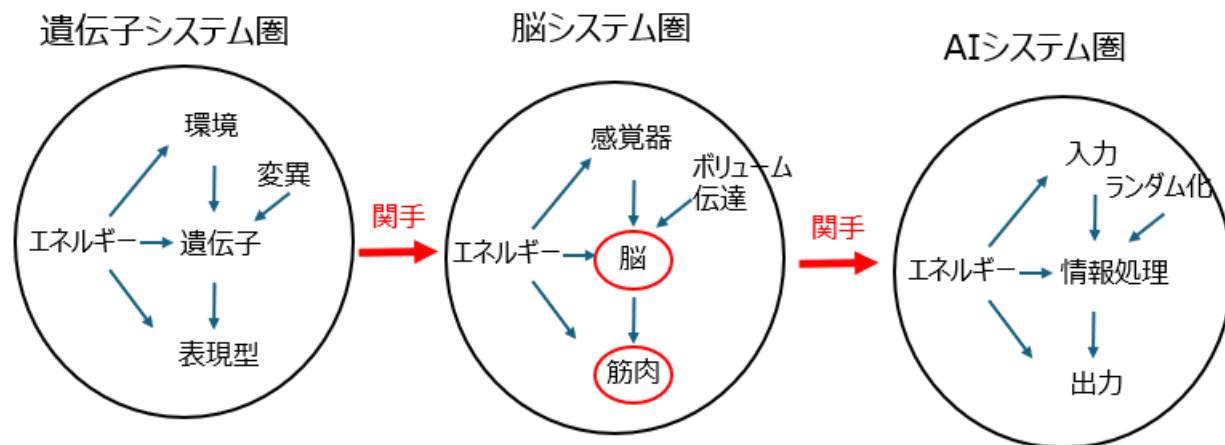 遺伝子システム圏
環境
変異
エネルギー
遺伝子
表現型
関手
脳システム圏
感覚器
ボリューム
伝達
エネルギー
脳
筋肉
関手
AIシステム圏
入力
ランダム化
エネルギー
情報処理
出力